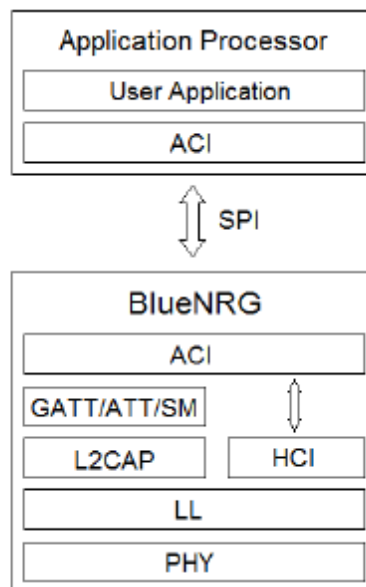 Application Processor
User Application
ACI
SPI
BlueNRG
ACI
GATT/ATT/SM
L2CAP HCI
LL
PHY